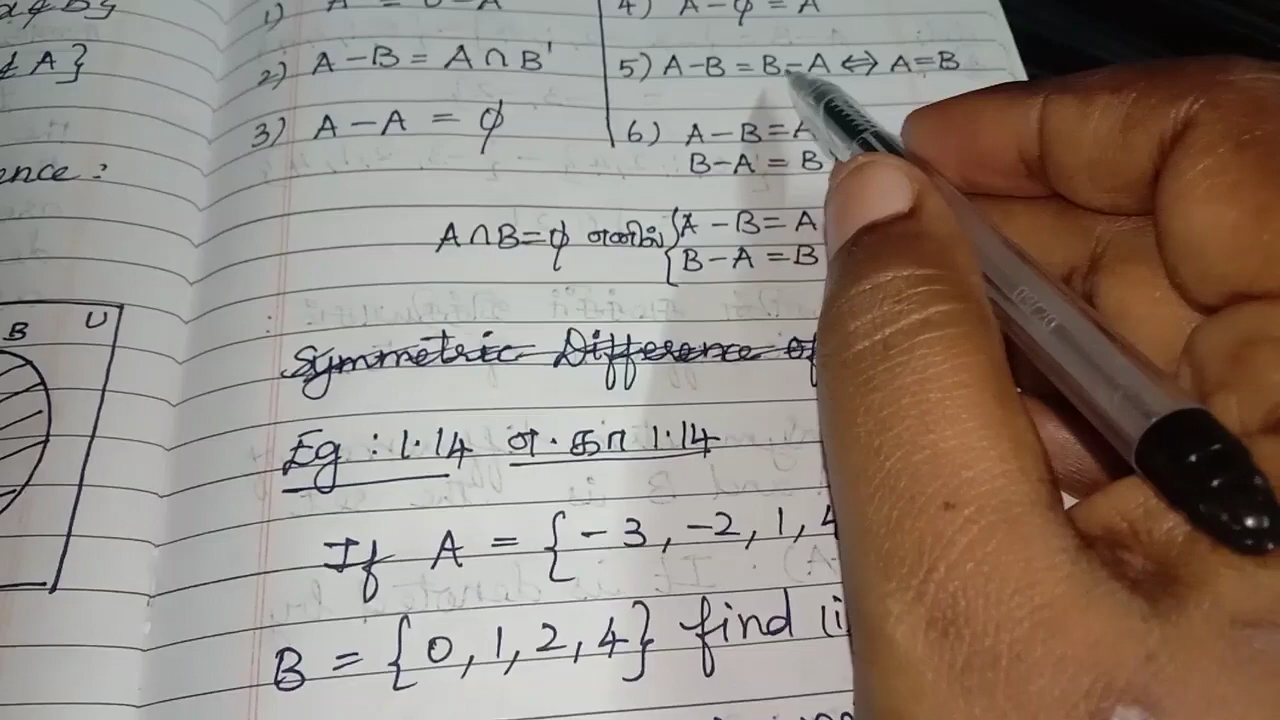 A}
ence :
B U
2) A - B = A ∩ B'
3) A - A = ϕ
4) A - ϕ = A
5) A - B = B - A ⇔ A = B
6) A - B = A
B - A = B
A ∩ B = ϕ எனில் { A - B = A
B - A = B
Symmetric Difference of
Eg : 1.14 எ. கா 1.14
If A = { -3, -2, 1, 4
B = { 0, 1, 2, 4 } find (i